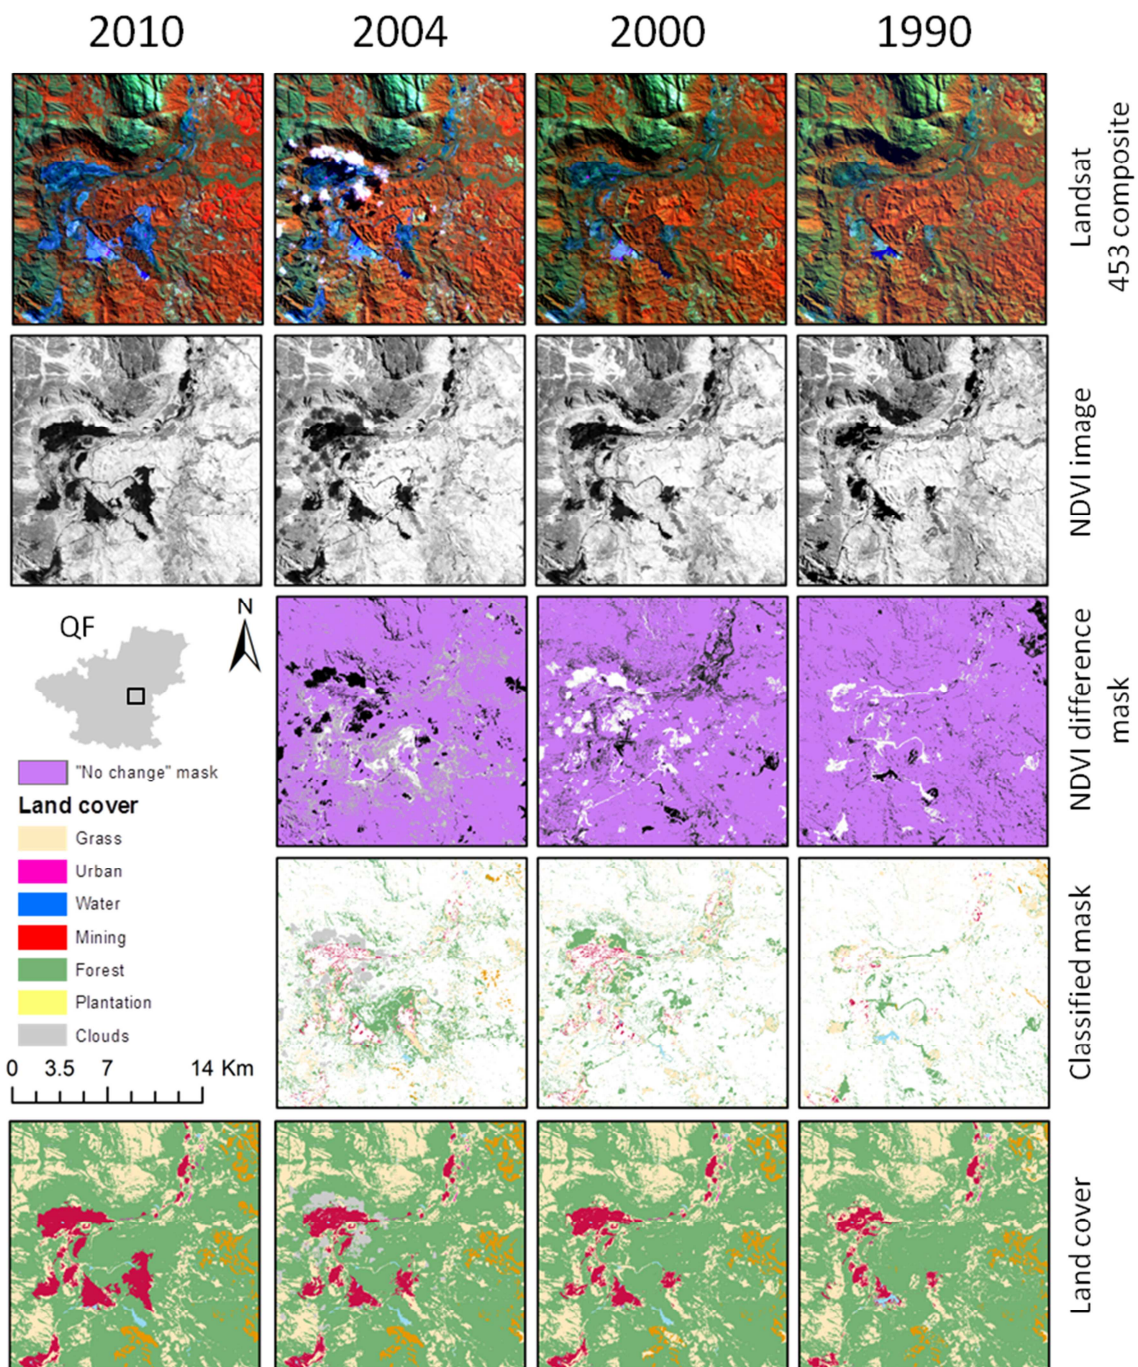 2010 2004 2000 1990
Landsat
453 composite
NDVI image
NDVI difference
mask
QF
N
"No change" mask
Land cover
Grass
Urban
Water
Mining
Forest
Plantation
Clouds
0 3.5 7 14 Km
Classified mask
Land cover